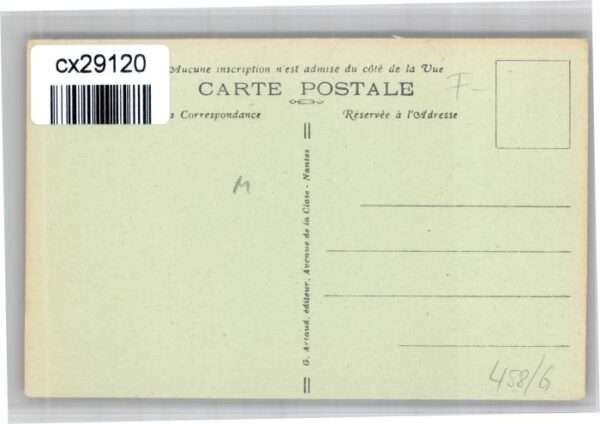 cx29120
Aucune inscription n'est admise du côté de la Vue
CARTE POSTALE
Correspondance
Réservée à l'Adresse
F-
M
G. Artaud, éditeur, Avenue de la Close - Nantes
458/6